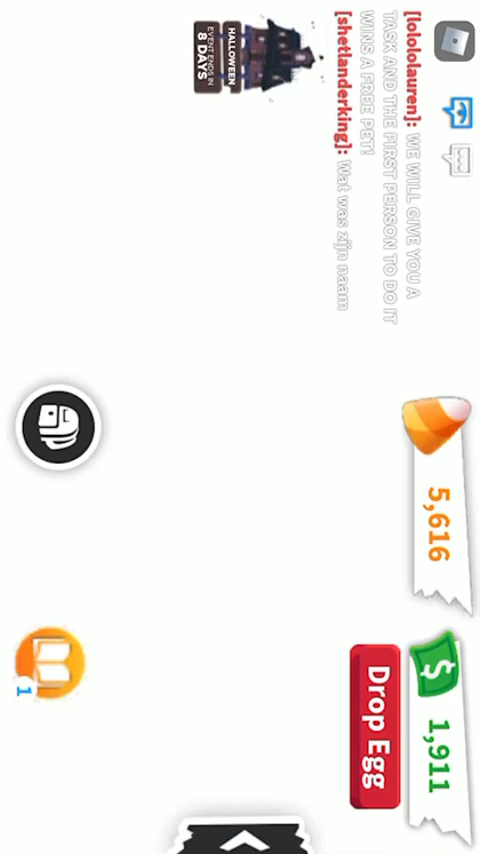 [lolololauren]: WE WILL GIVE YOU A
TASK AND THE FIRST PERSON TO DO IT
WINS A FREE PET!
[shetlanderking]: Wat was zijn naam
HALLOWEEN
EVENT ENDS IN
8 DAYS
5,616
1,911
Drop Egg
1